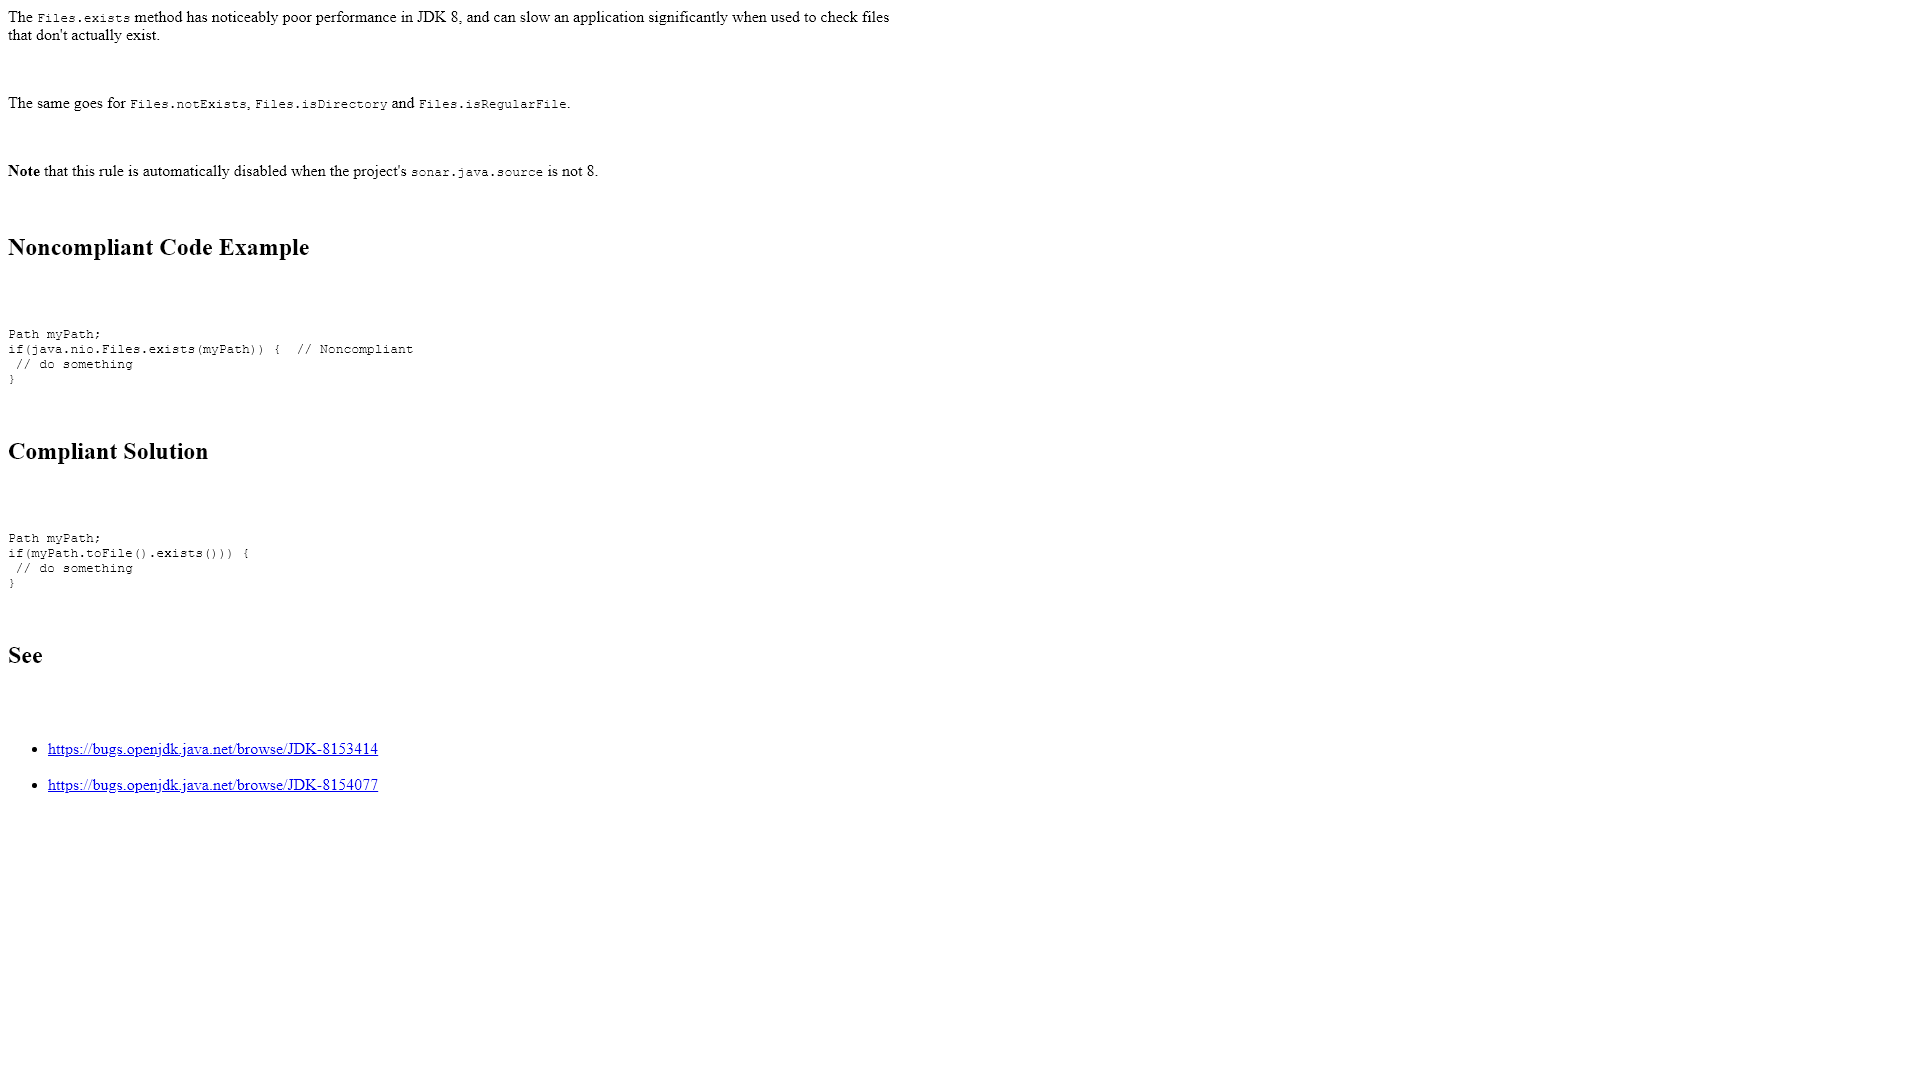 The Files.exists method has noticeably poor performance in JDK 8, and can slow an application significantly when used to check files
that don't actually exist.
The same goes for Files.notExists, Files.isDirectory and Files.isRegularFile.
Note that this rule is automatically disabled when the project's sonar.java.source is not 8.
Noncompliant Code Example
Path myPath;
if(java.nio.Files.exists(myPath)) {  // Noncompliant
 // do something
}
Compliant Solution
Path myPath;
if(myPath.toFile().exists())) {
 // do something
}
See
• https://bugs.openjdk.java.net/browse/JDK-8153414
• https://bugs.openjdk.java.net/browse/JDK-8154077